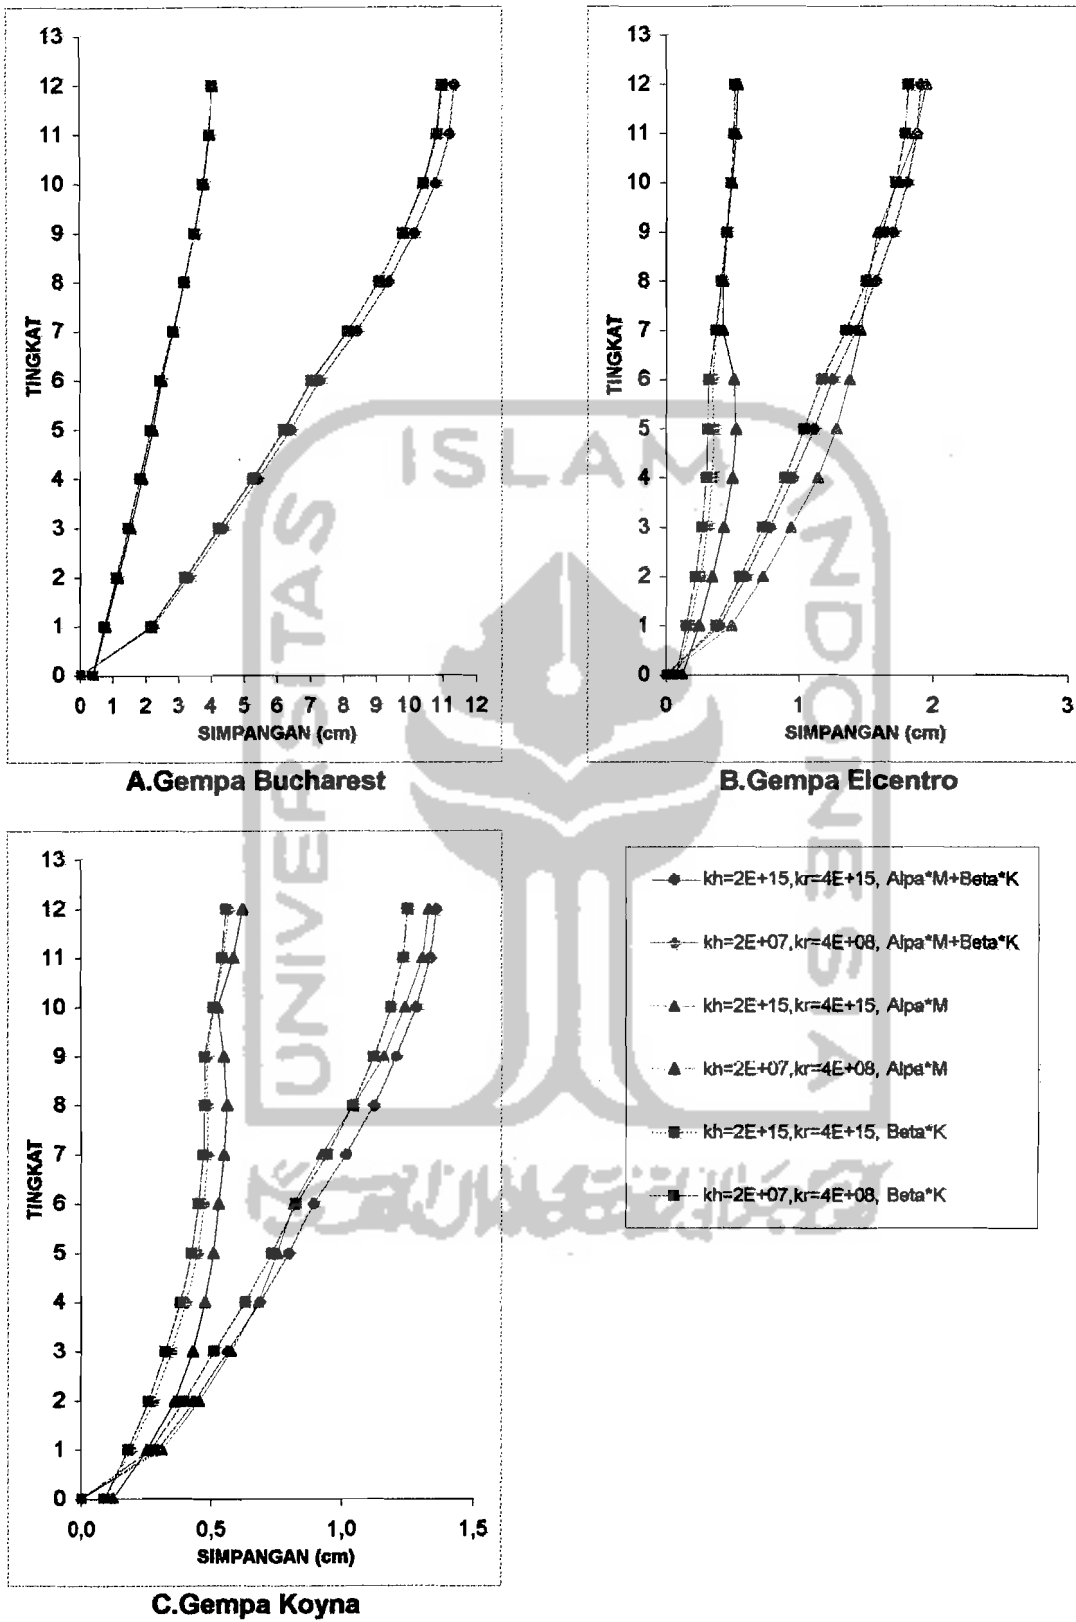 13
12
11
10
9
8
7
6
5
4
3
2
1
0
TINGKAT
0 1 2 3 4 5 6 7 8 9 10 11 12
SIMPANGAN (cm)
A.Gempa Bucharest
13
12
11
10
9
8
7
6
5
4
3
2
1
0
TINGKAT
0 1 2 3
SIMPANGAN (cm)
B.Gempa Elcentro
13
12
11
10
9
8
7
6
5
4
3
2
1
0
TINGKAT
0,0 0,5 1,0 1,5
SIMPANGAN (cm)
C.Gempa Koyna
kh=2E+15,kr=4E+15, Alpa*M+Beta*K
kh=2E+07,kr=4E+08, Alpa*M+Beta*K
kh=2E+15,kr=4E+15, Alpa*M
kh=2E+07,kr=4E+08, Alpa*M
kh=2E+15,kr=4E+15, Beta*K
kh=2E+07,kr=4E+08, Beta*K
UNIVERSITAS
ISLAM
INDONESIA